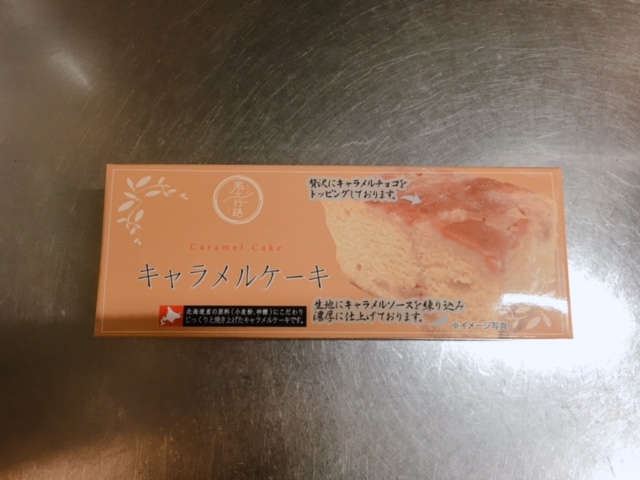 贅沢にキャラメルチョコを
トッピングしております。
Caramel Cake
キャラメルケーキ
生地にキャラメルソースを練り込み
濃厚に仕上げております。
北海道産の原料(小麦粉、砂糖)にこだわり
じっくりと焼き上げたキャラメルケーキです。
※イメージ写真